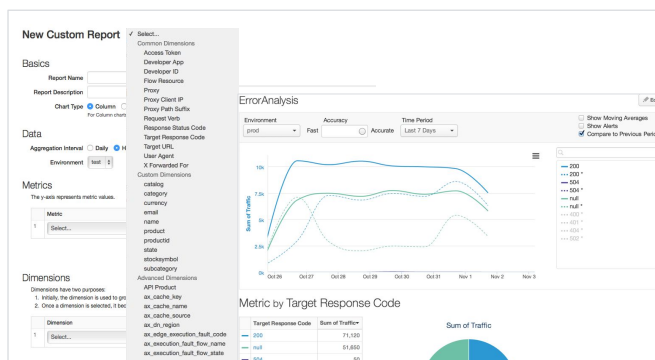 New Custom Report
Basics
Report Name
Report Description
Chart Type Column
For Column charts
Data
Aggregation Interval Daily H
Environment test
Metrics
The y-axis represents metric values.
Metric
1 Select...
Dimensions
Dimensions have two purposes:
1. Initially, the dimension is used to gro
2. Once a dimension is selected, it bec
Dimension
1 Select...
✓ Select...
Common Dimensions
Access Token
Developer App
Developer ID
Flow Resource
Proxy
Proxy Client IP
Proxy Path Suffix
Request Verb
Response Status Code
Target Response Code
Target URL
User Agent
X Forwarded For
Custom Dimensions
catalog
category
currency
email
name
product
productid
state
stocksymbol
subcategory
Advanced Dimensions
API Product
ax_cache_key
ax_cache_name
ax_cache_source
ax_dn_region
ax_edge_execution_fault_code
ax_execution_fault_flow_name
ax_execution_fault_flow_state
ErrorAnalysis
Environment
prod
Accuracy
Fast Accurate
Time Period
Last 7 Days
Show Moving Averages
Show Alerts
Compare to Previous Peric
Sum of Traffic
10k
7.5k
5k
2.5k
0k
Oct 26 Oct 27 Oct 28 Oct 29 Oct 30 Oct 31 Nov 1 Nov 2 Nov 3
200
200 *
504
504 *
null
null *
400 *
401 *
404 *
502 *
Metric by Target Response Code
Target Response Code Sum of Traffic
200 71,120
null 51,650
504 50
Sum of Traffic